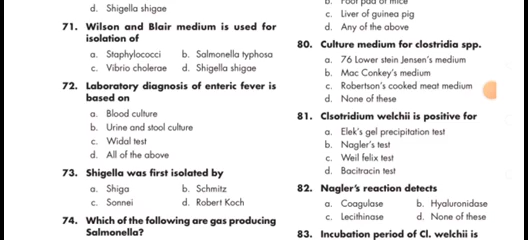 d. Shigella shigae
71. Wilson and Blair medium is used for
isolation of
a. Staphylococci b. Salmonella typhosa
c. Vibrio cholerae d. Shigella shigae
72. Laboratory diagnosis of enteric fever is
based on
a. Blood culture
b. Urine and stool culture
c. Widal test
d. All of the above
73. Shigella was first isolated by
a. Shiga b. Schmitz
c. Sonnei d. Robert Koch
74. Which of the following are gas producing
Salmonella?
b. Foot pad of mice
c. Liver of guinea pig
d. Any of the above
80. Culture medium for clostridia spp.
a. 76 Lower stein Jensen's medium
b. Mac Conkey's medium
c. Robertson's cooked meat medium
d. None of these
81. Clsotridium welchii is positive for
a. Elek's gel precipitation test
b. Nagler's test
c. Weil felix test
d. Bacitracin test
82. Nagler's reaction detects
a. Coagulase b. Hyaluronidase
c. Lecithinase d. None of these
83. Incubation period of Cl. welchii is